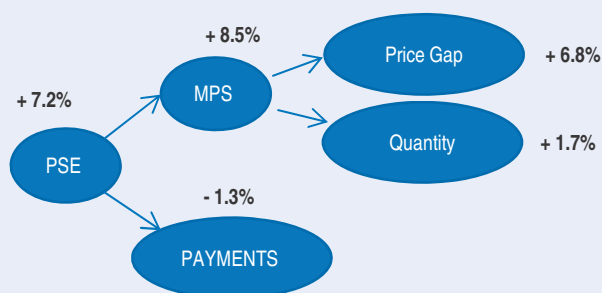 + 8.5%
Price Gap
+ 6.8%
+ 7.2%
MPS
Quantity
+ 1.7%
PSE
- 1.3%
PAYMENTS